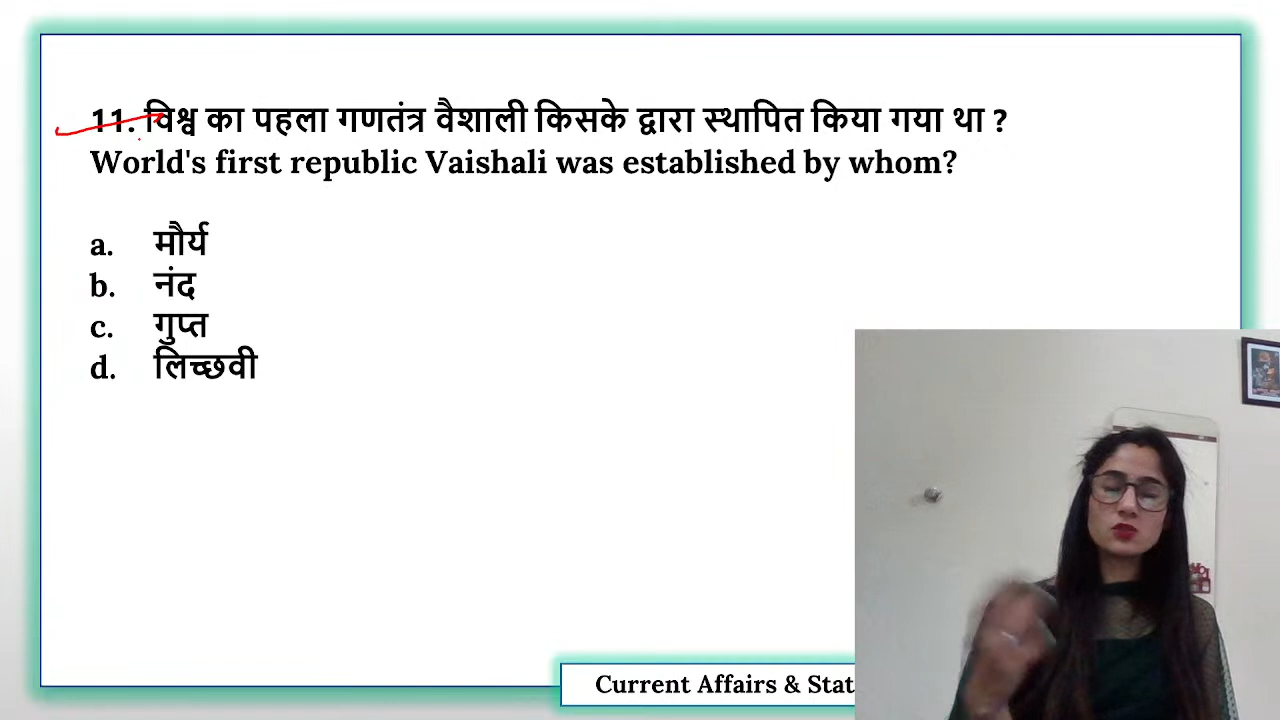 11. विश्व का पहला गणतंत्र वैशाली किसके द्वारा स्थापित किया गया था ?
World's first republic Vaishali was established by whom?
a. मौर्य
b. नंद
c. गुप्त
d. लिच्छवी
Current Affairs & Stat